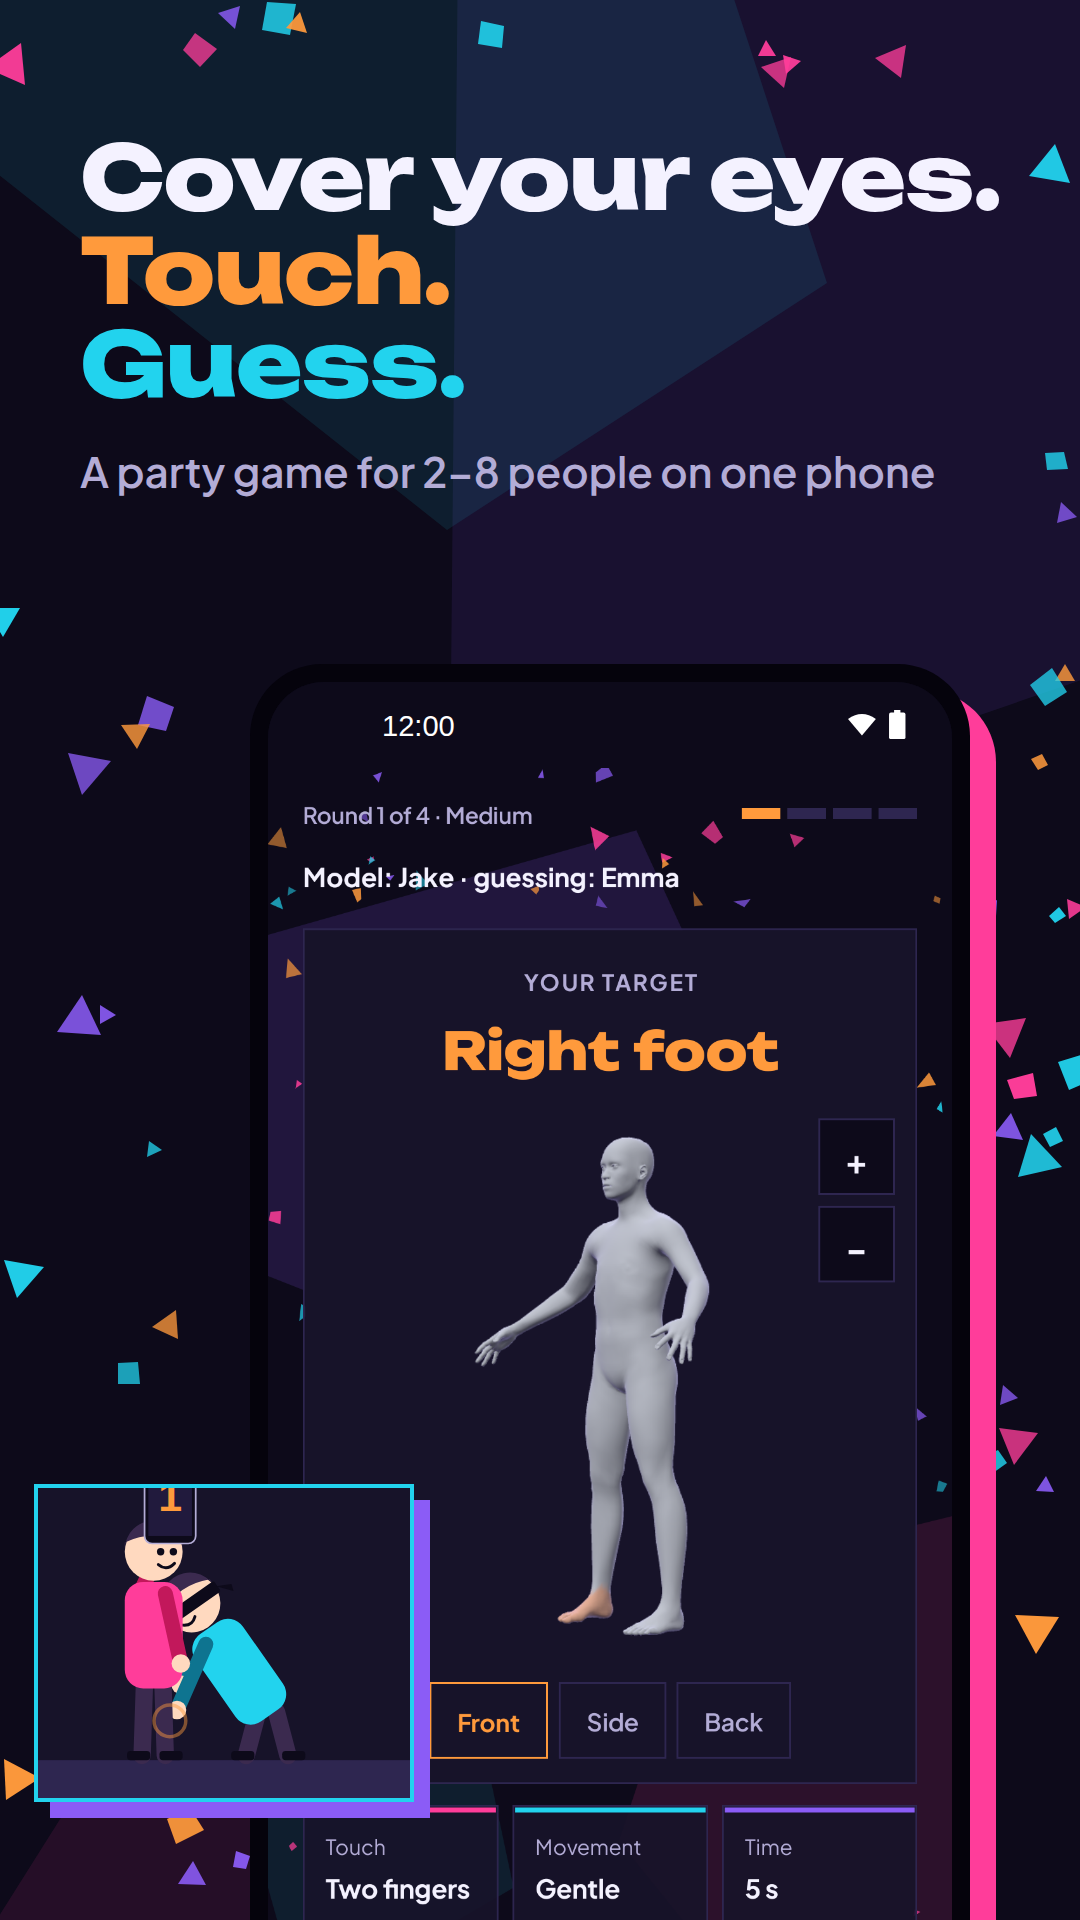 Cover your eyes.
Touch.
Guess.
A party game for 2–8 people on one phone
12:00
Round 1 of 4 · Medium
Model: Jake · guessing: Emma
YOUR TARGET
Right foot
+
−
1
Front
Side
Back
Touch
Movement
Time
Two fingers
Gentle
5 s